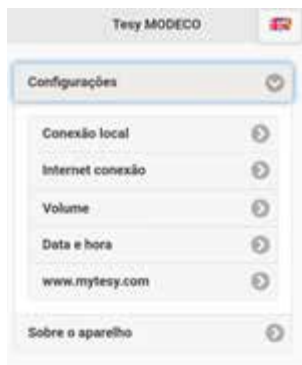 Tesy MODECO
Configurações
Conexão local
Internet conexão
Volume
Data e hora
www.mytesy.com
Sobre o aparelho